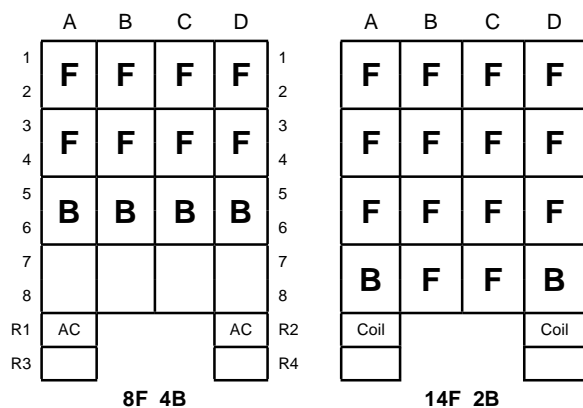 A B C D A B C D
1 F F F F 1 F F F F
2 2
3 F F F F 3 F F F F
4 4
5 B B B B 5 F F F F
6 6
7 7 B F F B
8 8
R1 AC AC R2 Coil Coil
R3 R4
8F 4B 14F 2B